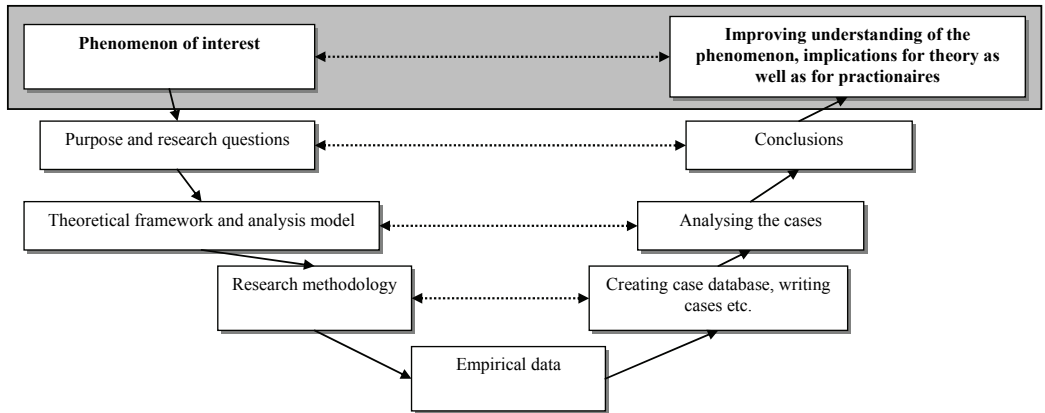 Phenomenon of interest
Improving understanding of the
phenomenon, implications for theory as
well as for practionaires
Purpose and research questions
Conclusions
Theoretical framework and analysis model
Analysing the cases
Research methodology
Creating case database, writing
cases etc.
Empirical data